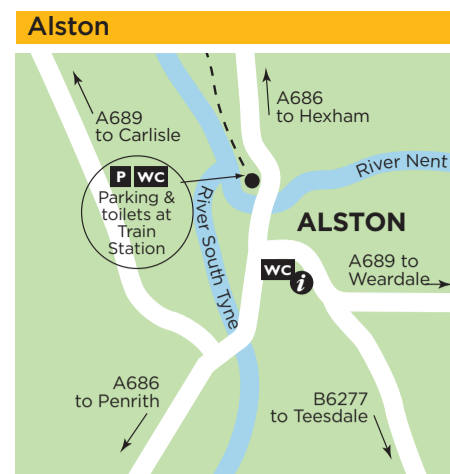 Alston
A689
to Carlisle
A686
to Hexham
P WC
Parking &
toilets at
Train
Station
River Nent
River South Tyne
ALSTON
WC i
A689 to
Weardale
A686
to Penrith
B6277
to Teesdale